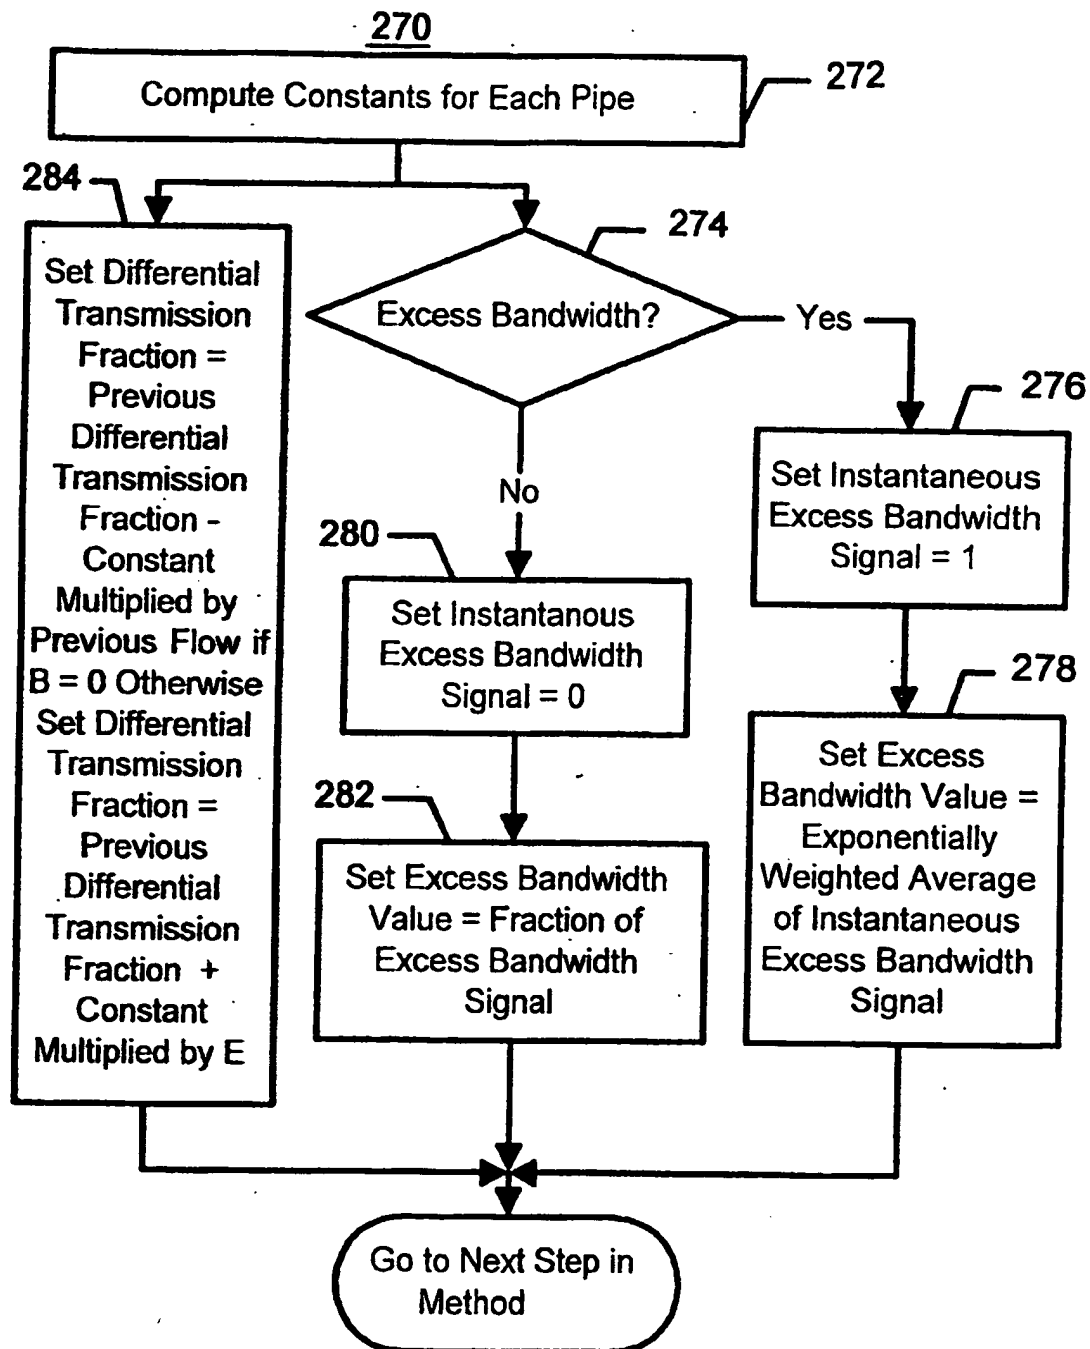 270
Compute Constants for Each Pipe
272
284
Set Differential
Transmission
Fraction =
Previous
Differential
Transmission
Fraction -
Constant
Multiplied by
Previous Flow if
B = 0 Otherwise
Set Differential
Transmission
Fraction =
Previous
Differential
Transmission
Fraction +
Constant
Multiplied by E
274
Excess Bandwidth?
Yes
No
276
Set Instantaneous
Excess Bandwidth
Signal = 1
280
Set Instantanous
Excess Bandwidth
Signal = 0
278
Set Excess
Bandwidth Value =
Exponentially
Weighted Average
of Instantaneous
Excess Bandwidth
Signal
282
Set Excess Bandwidth
Value = Fraction of
Excess Bandwidth
Signal
Go to Next Step in
Method